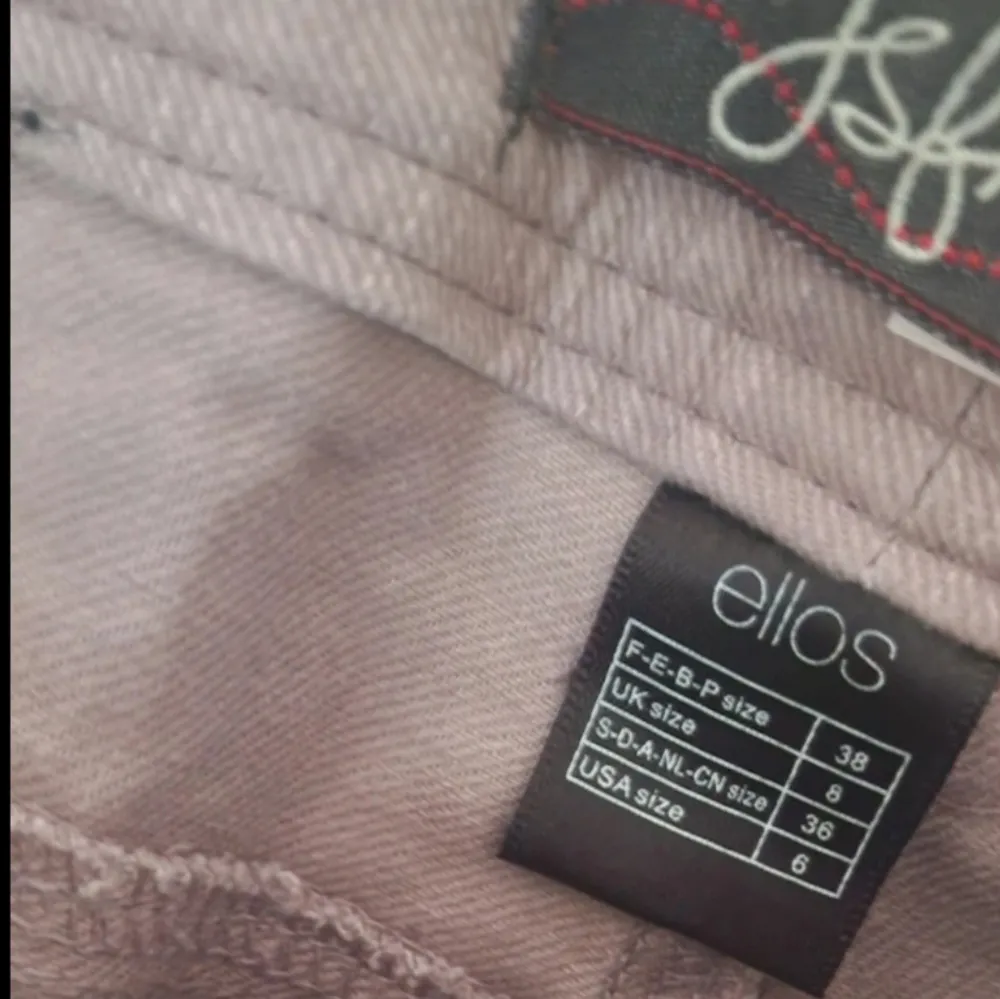 ellos
F-E-B-P size 38
UK size 8
S-D-A-NL-CN size 36
USA size 6